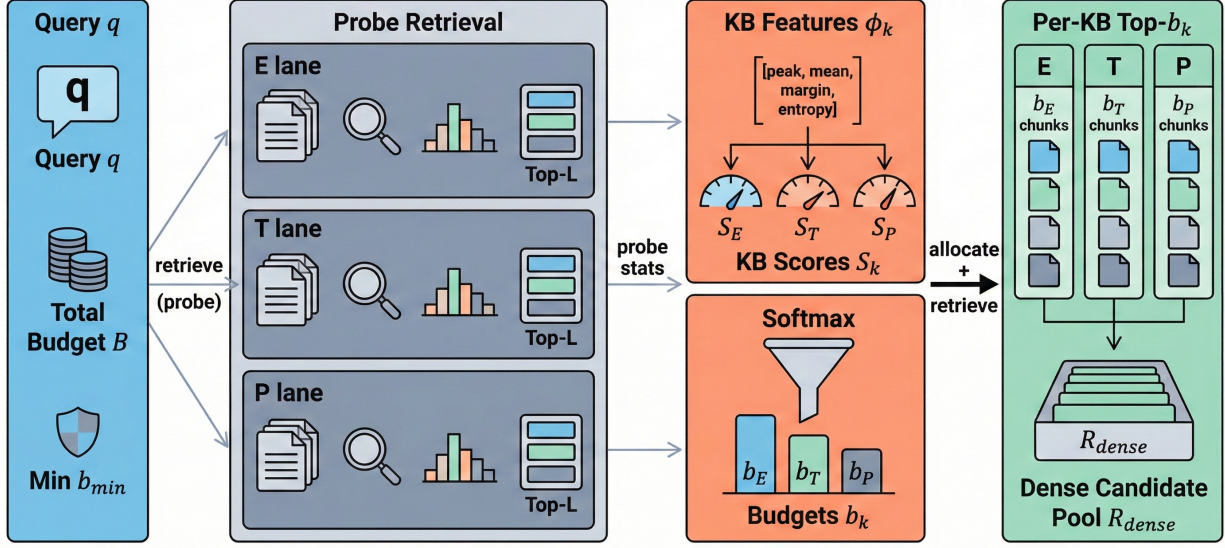 Query q
q
Query q
Total
Budget B
Min b_min
retrieve
(probe)
Probe Retrieval
E lane
Top-L
T lane
Top-L
P lane
Top-L
probe
stats
KB Features ϕ_k
[peak, mean,
margin,
entropy]
S_E
S_T
S_P
KB Scores S_k
Softmax
b_E
b_T
b_P
Budgets b_k
allocate
+
retrieve
Per-KB Top-b_k
E
T
P
b_E
chunks
b_T
chunks
b_P
chunks
R_dense
Dense Candidate
Pool R_dense